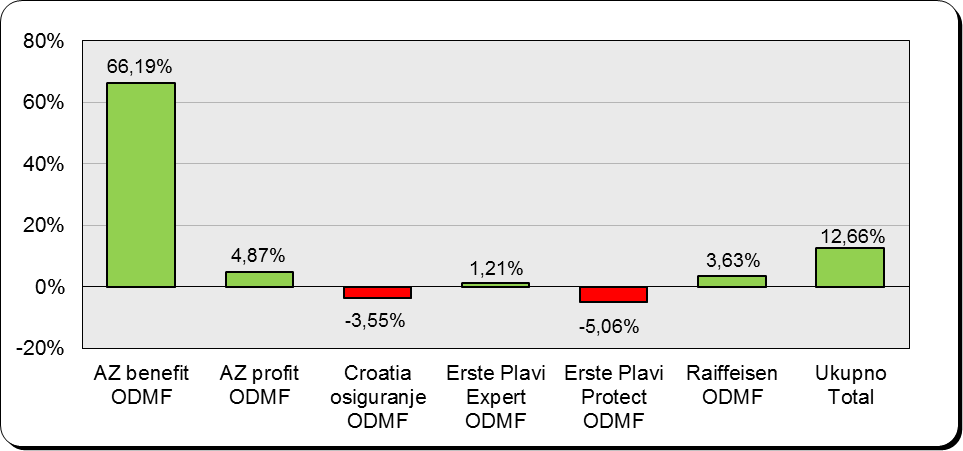 80%
60%
40%
20%
0%
-20%
66,19%
4,87%
-3,55%
1,21%
-5,06%
3,63%
12,66%
AZ benefit
ODMF
AZ profit
ODMF
Croatia
osiguranje
ODMF
Erste Plavi
Expert
ODMF
Erste Plavi
Protect
ODMF
Raiffeisen
ODMF
Ukupno
Total